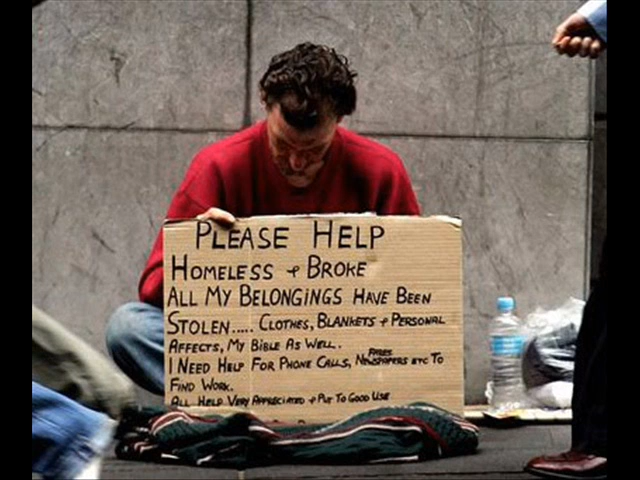 PLEASE HELP
HOMELESS + BROKE
ALL MY BELONGINGS HAVE BEEN
STOLEN..... CLOTHES, BLANKETS + PERSONAL
AFFECTS, MY BIBLE AS WELL.
FARES
I NEED HELP FOR PHONE CALLS, NEWSPAPERS ETC TO
FIND WORK.
ALL HELP VERY APPRECIATED + PUT TO GOOD USE